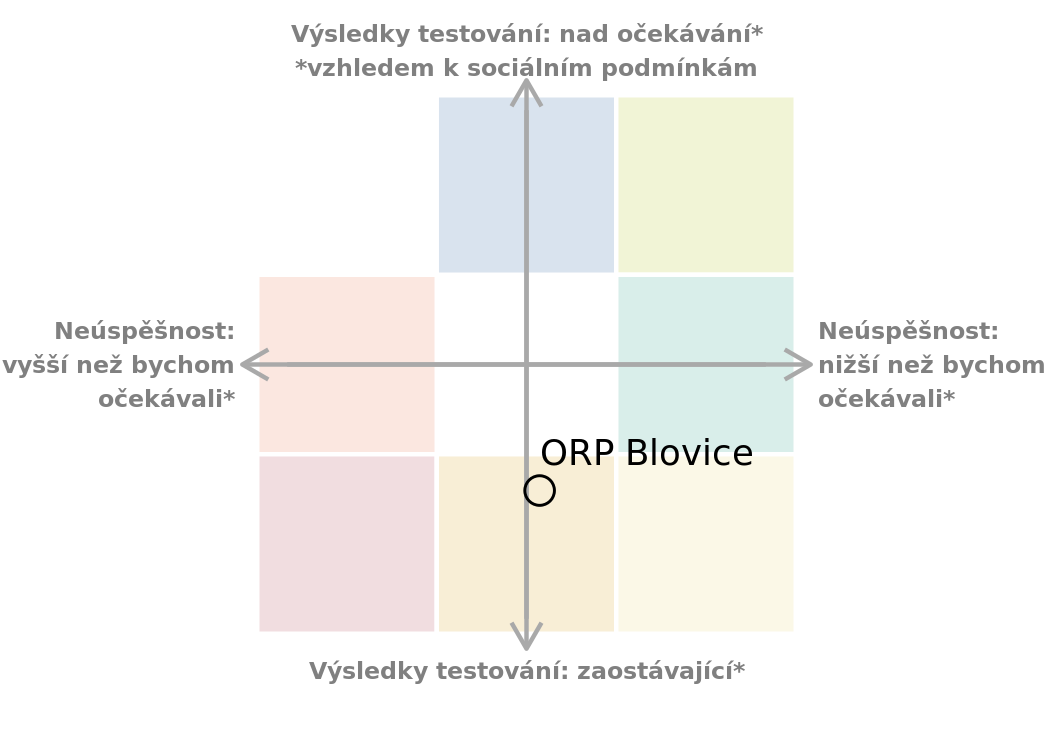 Výsledky testování: nad očekávání*
*vzhledem k sociálním podmínkám
Neúspěšnost:
vyšší než bychom
očekávali*
Neúspěšnost:
nižší než bychom
očekávali*
ORP Blovice
Výsledky testování: zaostávající*